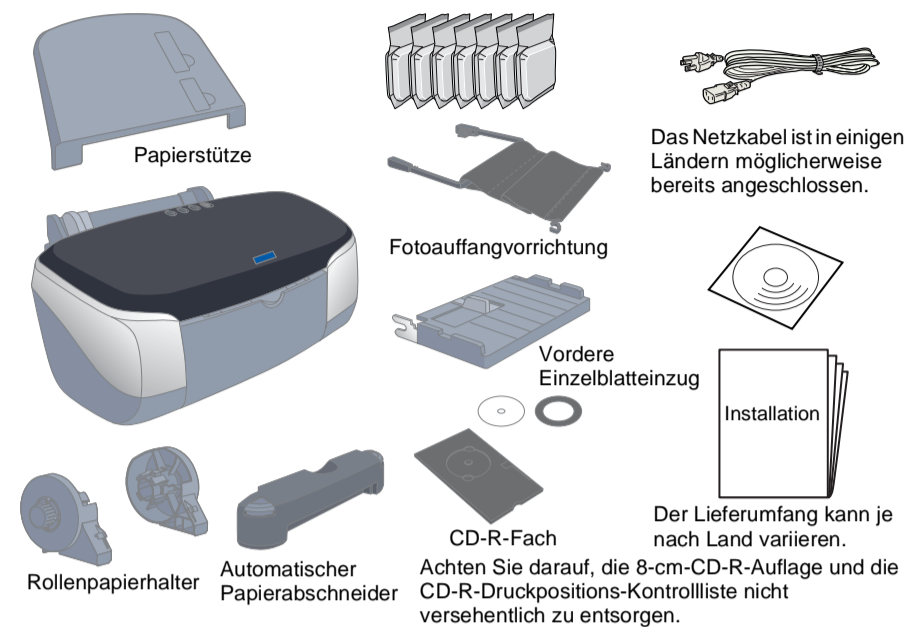 Papierstütze
Das Netzkabel ist in einigen
Ländern möglicherweise
bereits angeschlossen.
Fotoauffangvorrichtung
Vordere
Einzelblatteinzug
Installation
Der Lieferumfang kann je
nach Land variieren.
Rollenpapierhalter
Automatischer
Papierabschneider
CD-R-Fach
Achten Sie darauf, die 8-cm-CD-R-Auflage und die
CD-R-Druckpositions-Kontrollliste nicht
versehentlich zu entsorgen.